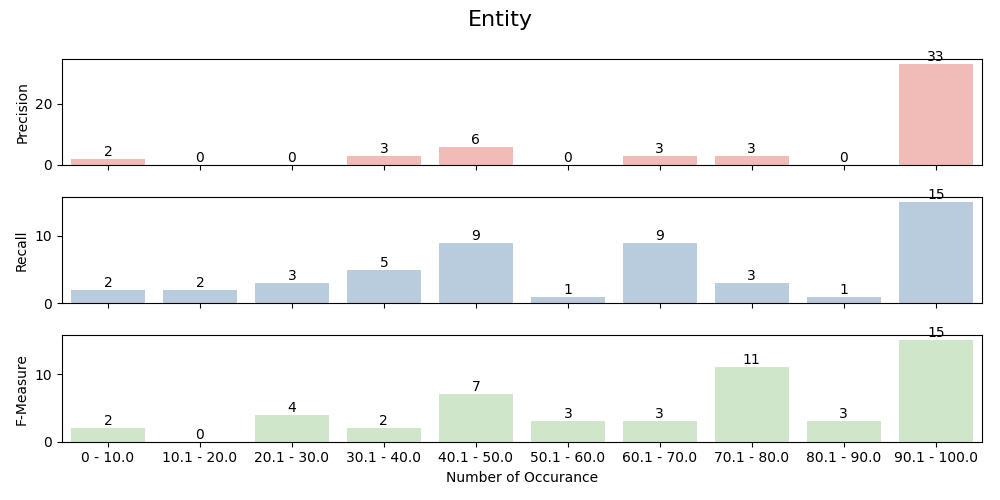 Entity
Precision
20
0
2 0 0 3 6 0 3 3 0 33
Recall
10
0
2 2 3 5 9 1 9 3 1 15
F-Measure
10
0
2 0 4 2 7 3 3 11 3 15
0 - 10.0 10.1 - 20.0 20.1 - 30.0 30.1 - 40.0 40.1 - 50.0 50.1 - 60.0 60.1 - 70.0 70.1 - 80.0 80.1 - 90.0 90.1 - 100.0
Number of Occurance